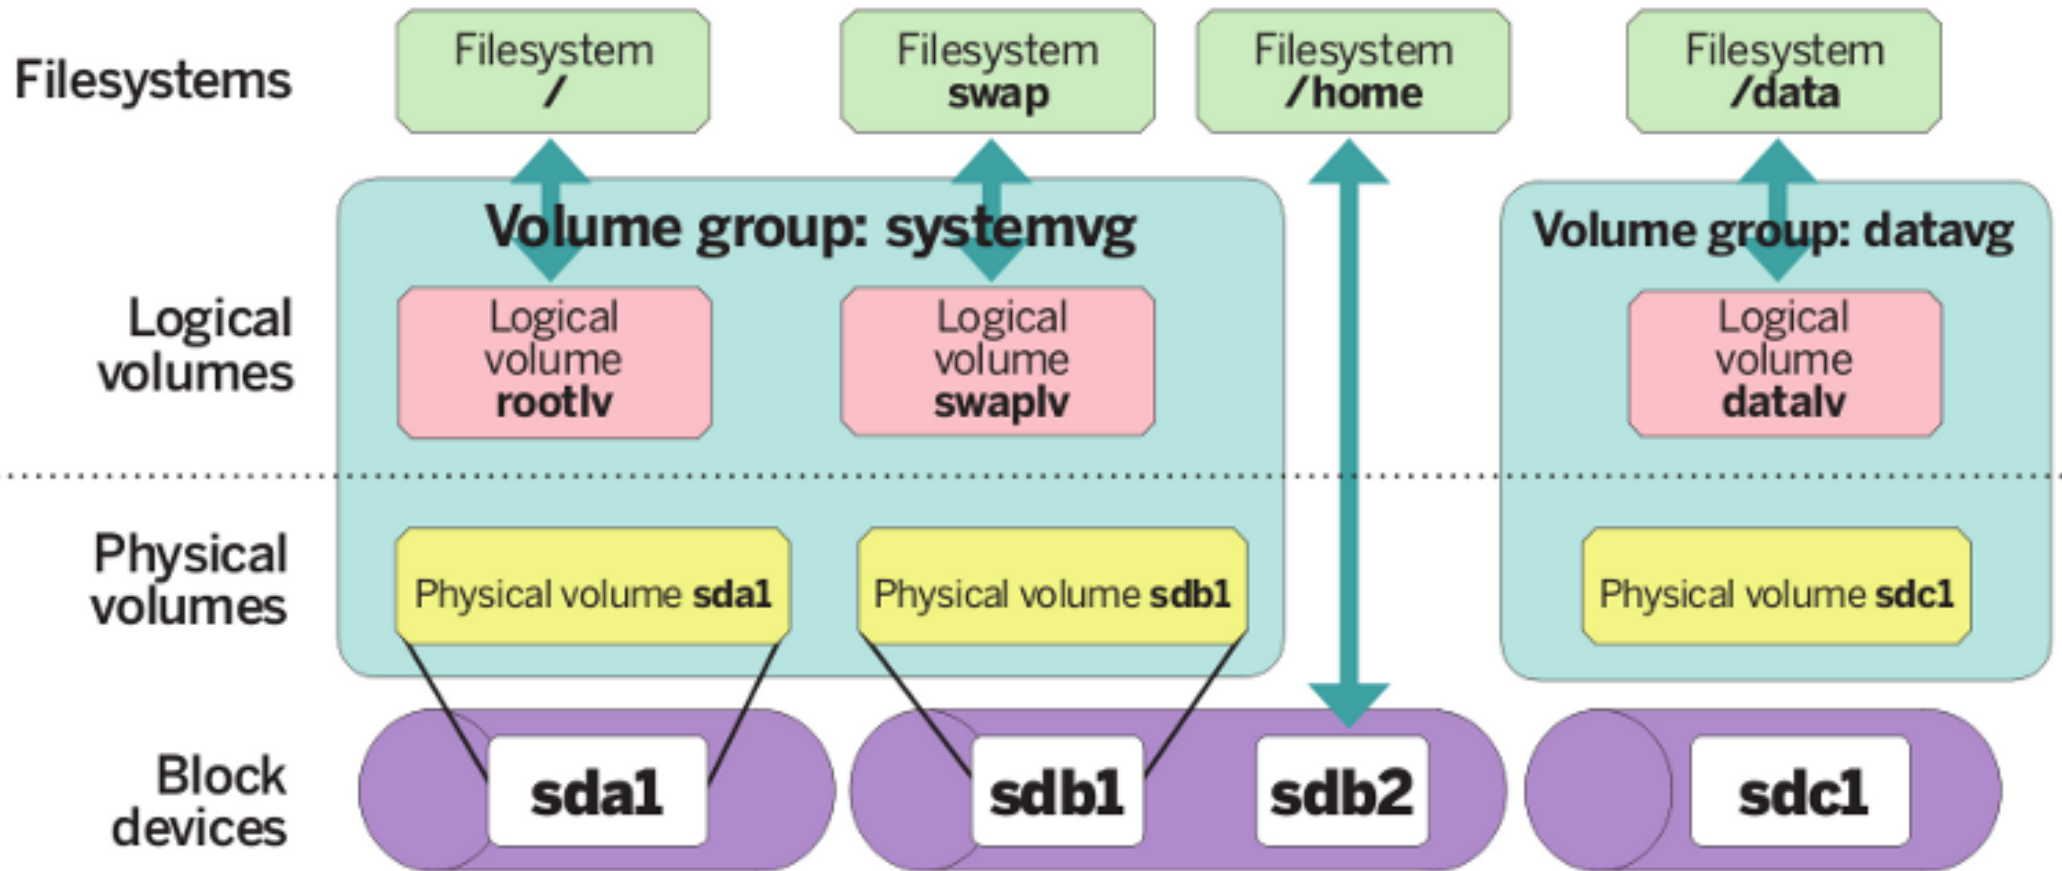 Filesystems
Filesystem
/
Filesystem
swap
Filesystem
/home
Filesystem
/data
Volume group: systemvg
Volume group: datavg
Logical
volumes
Logical
volume
rootlv
Logical
volume
swaplv
Logical
volume
datalv
Physical
volumes
Physical volume sda1
Physical volume sdb1
Physical volume sdc1
Block
devices
sda1
sdb1
sdb2
sdc1